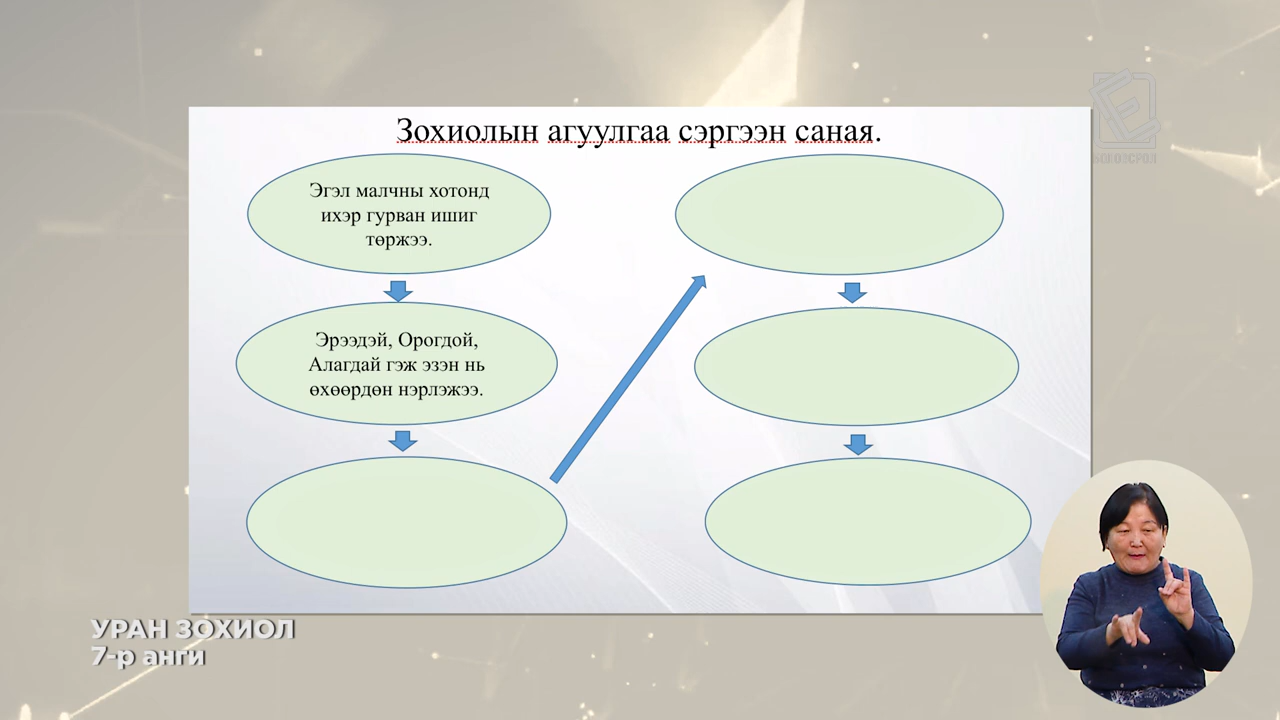 Зохиолын агуулгаа сэргээн саная.
Эгэл малчны хотонд
ихэр гурван ишиг
төржээ.
Эрээдэй, Орогдой,
Алагдай гэж эзэн нь
өхөөрдөн нэрлэжээ.
УРАН ЗОХИОЛ
7-р анги